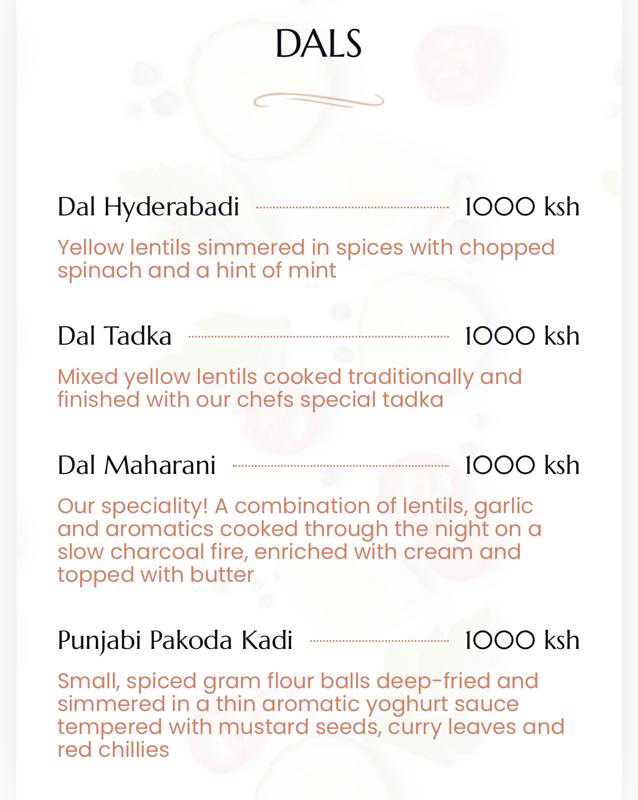 DALS
Dal Hyderabadi 1000 ksh
Yellow lentils simmered in spices with chopped
spinach and a hint of mint
Dal Tadka 1000 ksh
Mixed yellow lentils cooked traditionally and
finished with our chefs special tadka
Dal Maharani 1000 ksh
Our speciality! A combination of lentils, garlic
and aromatics cooked through the night on a
slow charcoal fire, enriched with cream and
topped with butter
Punjabi Pakoda Kadi 1000 ksh
Small, spiced gram flour balls deep-fried and
simmered in a thin aromatic yoghurt sauce
tempered with mustard seeds, curry leaves and
red chillies